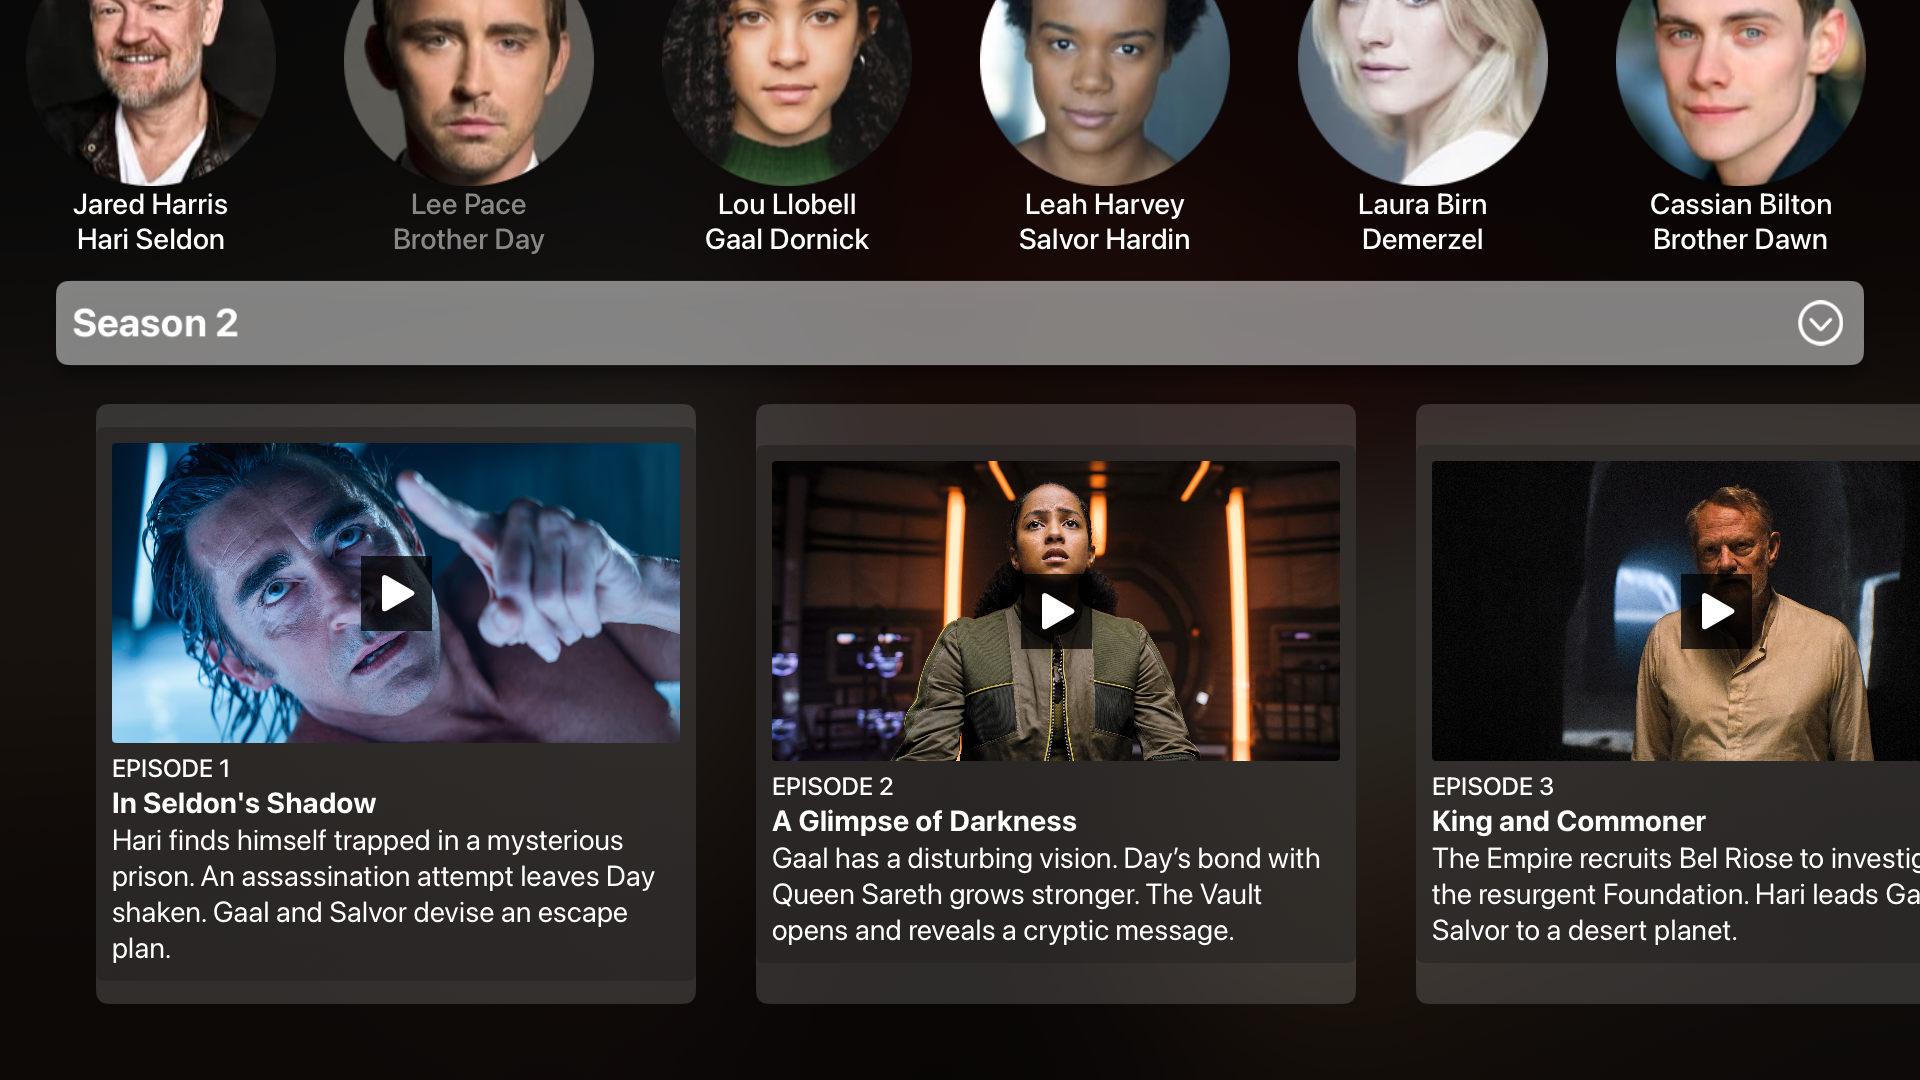 Jared Harris
Hari Seldon
Lee Pace
Brother Day
Lou Llobell
Gaal Dornick
Leah Harvey
Salvor Hardin
Laura Birn
Demerzel
Cassian Bilton
Brother Dawn
Season 2
EPISODE 1
In Seldon's Shadow
Hari finds himself trapped in a mysterious
prison. An assassination attempt leaves Day
shaken. Gaal and Salvor devise an escape
plan.
EPISODE 2
A Glimpse of Darkness
Gaal has a disturbing vision. Day’s bond with
Queen Sareth grows stronger. The Vault
opens and reveals a cryptic message.
EPISODE 3
King and Commoner
The Empire recruits Bel Riose to investig
the resurgent Foundation. Hari leads Ga
Salvor to a desert planet.